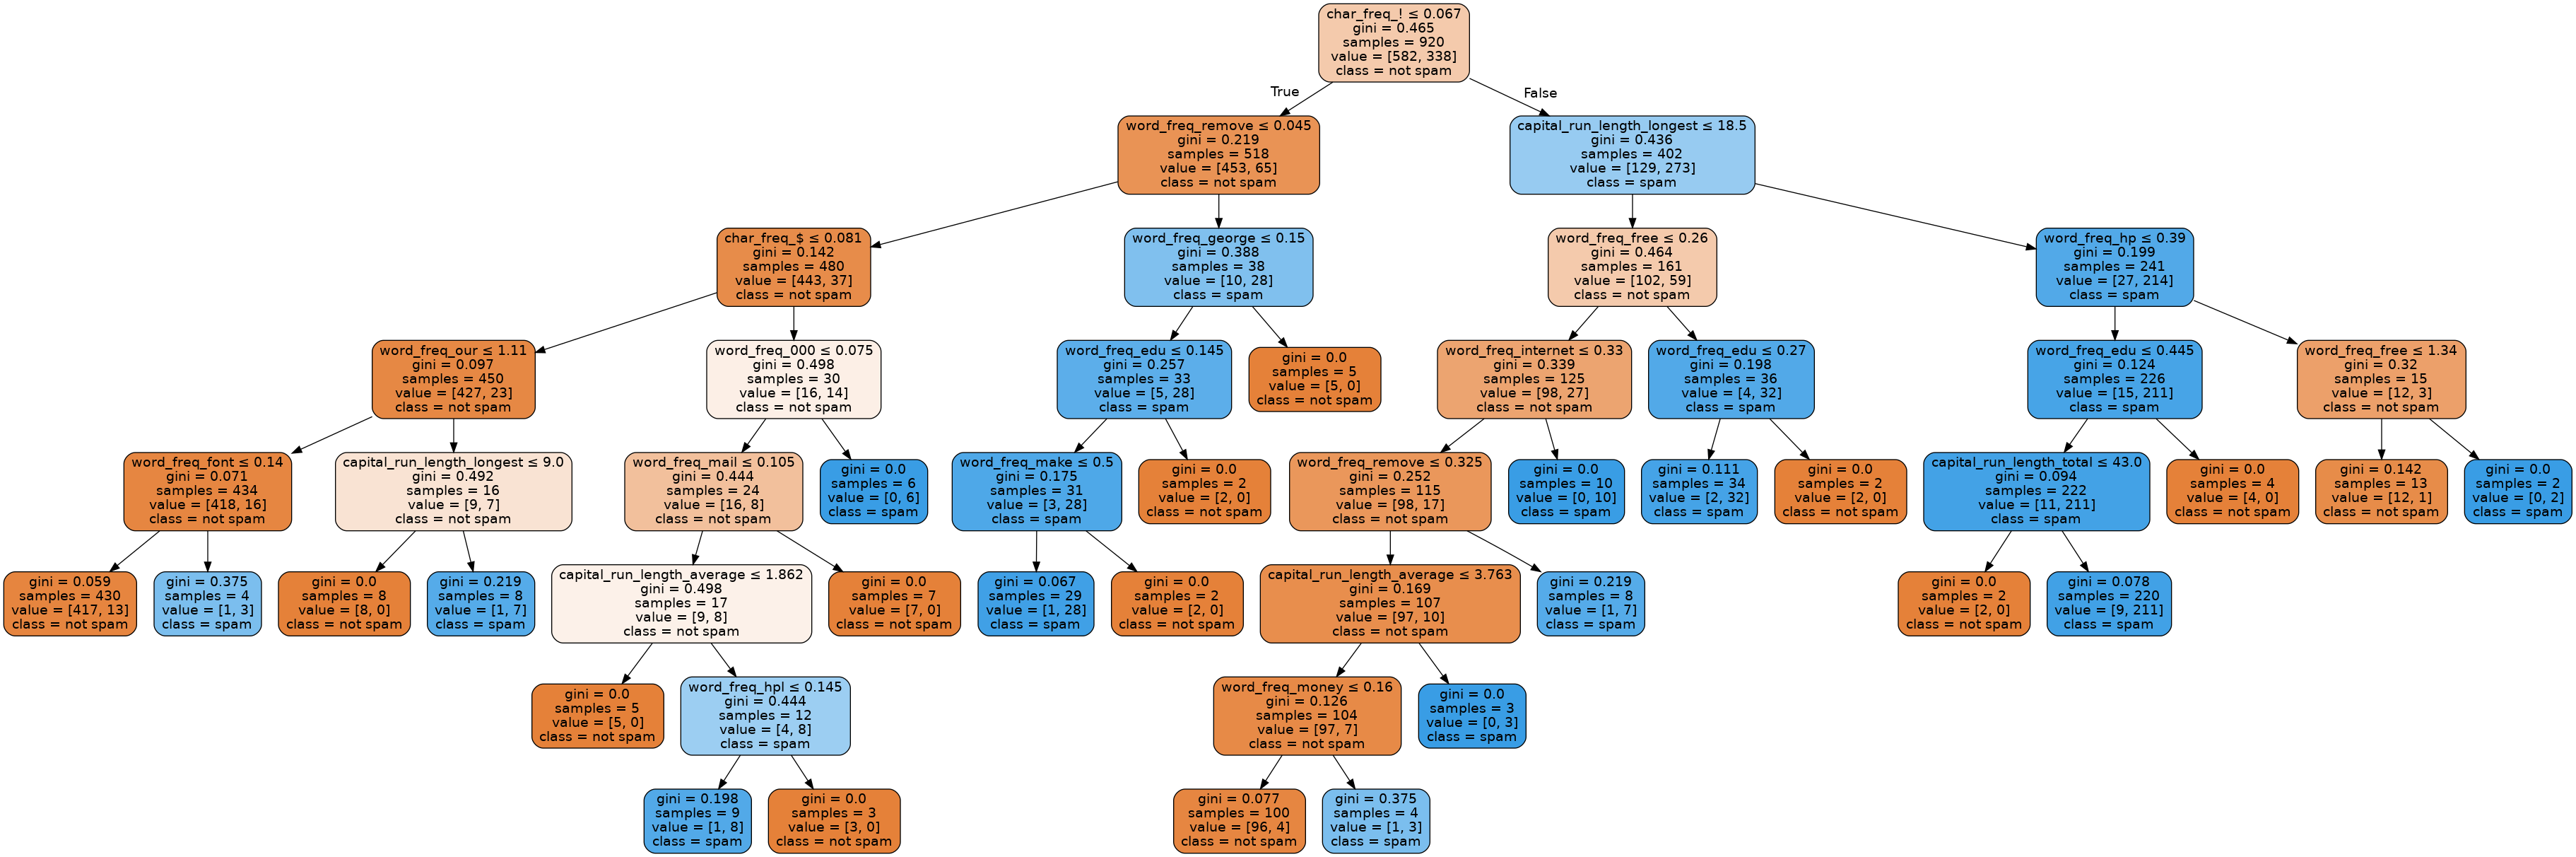 char_freq_! ≤ 0.067
gini = 0.465
samples = 920
value = [582, 338]
class = not spam
True
False
word_freq_remove ≤ 0.045
gini = 0.219
samples = 518
value = [453, 65]
class = not spam
capital_run_length_longest ≤ 18.5
gini = 0.436
samples = 402
value = [129, 273]
class = spam
char_freq_$ ≤ 0.081
gini = 0.142
samples = 480
value = [443, 37]
class = not spam
word_freq_george ≤ 0.15
gini = 0.388
samples = 38
value = [10, 28]
class = spam
word_freq_free ≤ 0.26
gini = 0.464
samples = 161
value = [102, 59]
class = not spam
word_freq_hp ≤ 0.39
gini = 0.199
samples = 241
value = [27, 214]
class = spam
word_freq_our ≤ 1.11
gini = 0.097
samples = 450
value = [427, 23]
class = not spam
word_freq_000 ≤ 0.075
gini = 0.498
samples = 30
value = [16, 14]
class = not spam
word_freq_edu ≤ 0.145
gini = 0.257
samples = 33
value = [5, 28]
class = spam
gini = 0.0
samples = 5
value = [5, 0]
class = not spam
word_freq_internet ≤ 0.33
gini = 0.339
samples = 125
value = [98, 27]
class = not spam
word_freq_edu ≤ 0.27
gini = 0.198
samples = 36
value = [4, 32]
class = spam
word_freq_edu ≤ 0.445
gini = 0.124
samples = 226
value = [15, 211]
class = spam
word_freq_free ≤ 1.34
gini = 0.32
samples = 15
value = [12, 3]
class = not spam
word_freq_font ≤ 0.14
gini = 0.071
samples = 434
value = [418, 16]
class = not spam
capital_run_length_longest ≤ 9.0
gini = 0.492
samples = 16
value = [9, 7]
class = not spam
word_freq_mail ≤ 0.105
gini = 0.444
samples = 24
value = [16, 8]
class = not spam
gini = 0.0
samples = 6
value = [0, 6]
class = spam
word_freq_make ≤ 0.5
gini = 0.175
samples = 31
value = [3, 28]
class = spam
gini = 0.0
samples = 2
value = [2, 0]
class = not spam
word_freq_remove ≤ 0.325
gini = 0.252
samples = 115
value = [98, 17]
class = not spam
gini = 0.0
samples = 10
value = [0, 10]
class = spam
gini = 0.111
samples = 34
value = [2, 32]
class = spam
gini = 0.0
samples = 2
value = [2, 0]
class = not spam
capital_run_length_total ≤ 43.0
gini = 0.094
samples = 222
value = [11, 211]
class = spam
gini = 0.0
samples = 4
value = [4, 0]
class = not spam
gini = 0.142
samples = 13
value = [12, 1]
class = not spam
gini = 0.0
samples = 2
value = [0, 2]
class = spam
gini = 0.059
samples = 430
value = [417, 13]
class = not spam
gini = 0.375
samples = 4
value = [1, 3]
class = spam
gini = 0.0
samples = 8
value = [8, 0]
class = not spam
gini = 0.219
samples = 8
value = [1, 7]
class = spam
capital_run_length_average ≤ 1.862
gini = 0.498
samples = 17
value = [9, 8]
class = not spam
gini = 0.0
samples = 7
value = [7, 0]
class = not spam
gini = 0.067
samples = 29
value = [1, 28]
class = spam
gini = 0.0
samples = 2
value = [2, 0]
class = not spam
capital_run_length_average ≤ 3.763
gini = 0.169
samples = 107
value = [97, 10]
class = not spam
gini = 0.219
samples = 8
value = [1, 7]
class = spam
gini = 0.0
samples = 2
value = [2, 0]
class = not spam
gini = 0.078
samples = 220
value = [9, 211]
class = spam
gini = 0.0
samples = 5
value = [5, 0]
class = not spam
word_freq_hpl ≤ 0.145
gini = 0.444
samples = 12
value = [4, 8]
class = spam
word_freq_money ≤ 0.16
gini = 0.126
samples = 104
value = [97, 7]
class = not spam
gini = 0.0
samples = 3
value = [0, 3]
class = spam
gini = 0.198
samples = 9
value = [1, 8]
class = spam
gini = 0.0
samples = 3
value = [3, 0]
class = not spam
gini = 0.077
samples = 100
value = [96, 4]
class = not spam
gini = 0.375
samples = 4
value = [1, 3]
class = spam